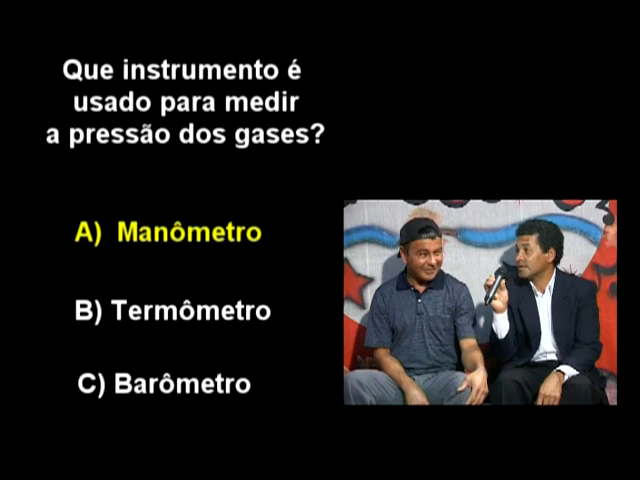 Que instrumento é
usado para medir
a pressão dos gases?
A) Manômetro
B) Termômetro
C) Barômetro